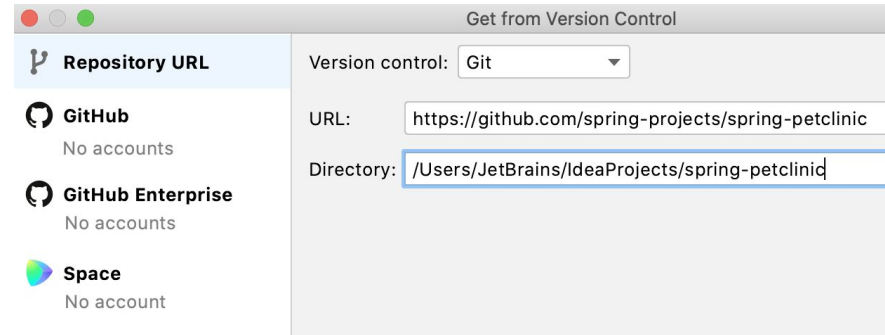 Get from Version Control
Repository URL
Version control: Git
GitHub
No accounts
URL: https://github.com/spring-projects/spring-petclinic
Directory: /Users/JetBrains/IdeaProjects/spring-petclinic
GitHub Enterprise
No accounts
Space
No account